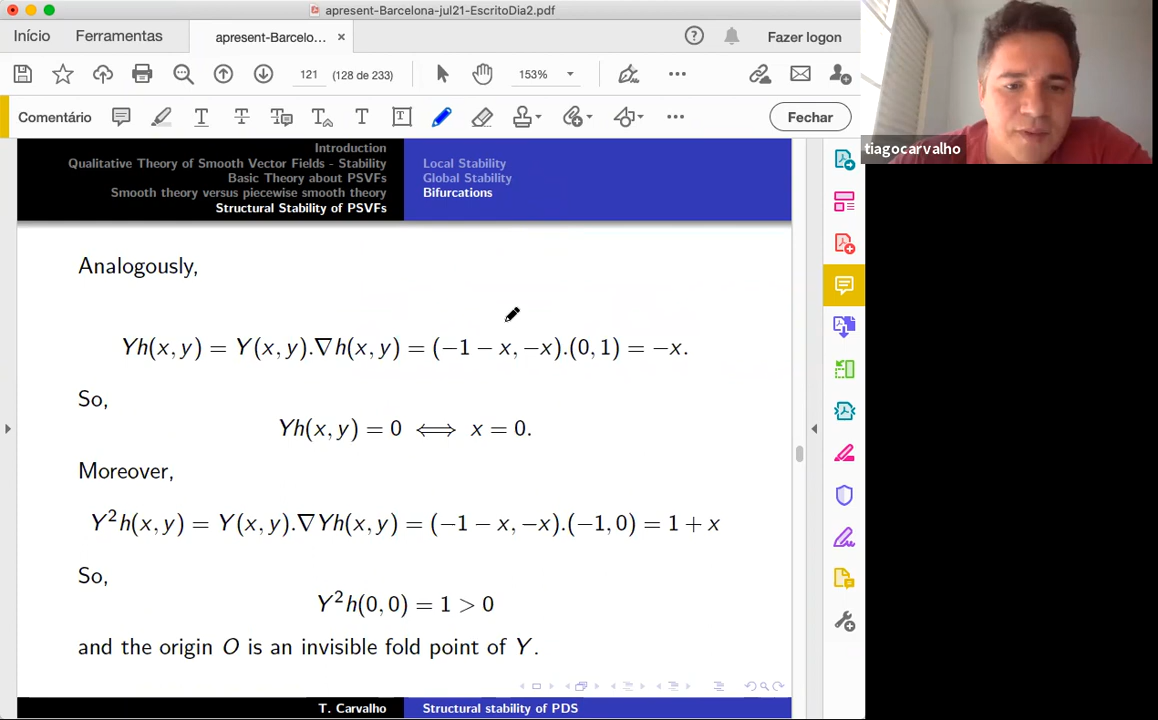 apresent-Barcelona-jul21-EscritoDia2.pdf
Início
Ferramentas
apresent-Barcelo...
Fazer logon
121
(128 de 233)
153%
Comentário
Fechar
tiagocarvalho
Introduction
Qualitative Theory of Smooth Vector Fields - Stability
Basic Theory about PSVFs
Smooth theory versus piecewise smooth theory
Structural Stability of PSVFs
Local Stability
Global Stability
Bifurcations
Analogously,
Yh(x, y) = Y(x, y).∇h(x, y) = (−1 − x, −x).(0, 1) = −x.
So,
Yh(x, y) = 0 ⟺ x = 0.
Moreover,
Y²h(x, y) = Y(x, y).∇Yh(x, y) = (−1 − x, −x).(−1, 0) = 1 + x
So,
Y²h(0, 0) = 1 > 0
and the origin O is an invisible fold point of Y.
T. Carvalho
Structural stability of PDS